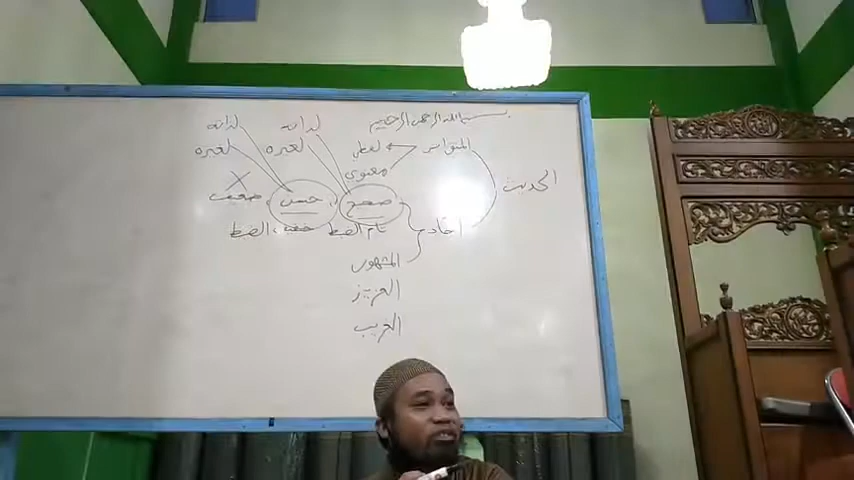 بسم الله الرحمن الرحيم
لذاته لذاته
لغيره لغيره
المتواتر لفظي
معنوي
الحديث
صحيح حسن ضعيف
احاد تام الضبط خفيف الضبط
المشهور
العزيز
الغريب